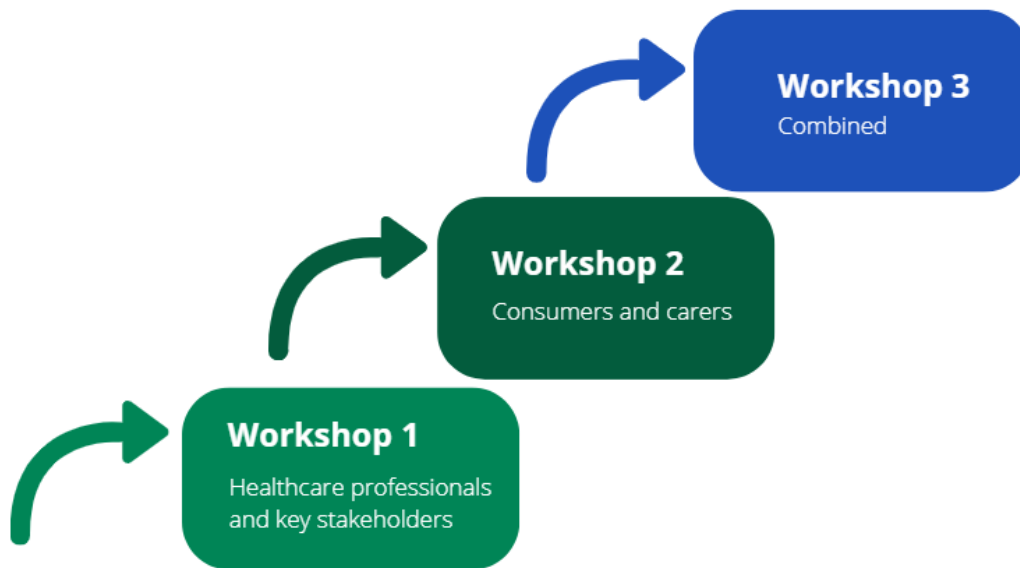 Workshop 3
Combined
Workshop 2
Consumers and carers
Workshop 1
Healthcare professionals
and key stakeholders